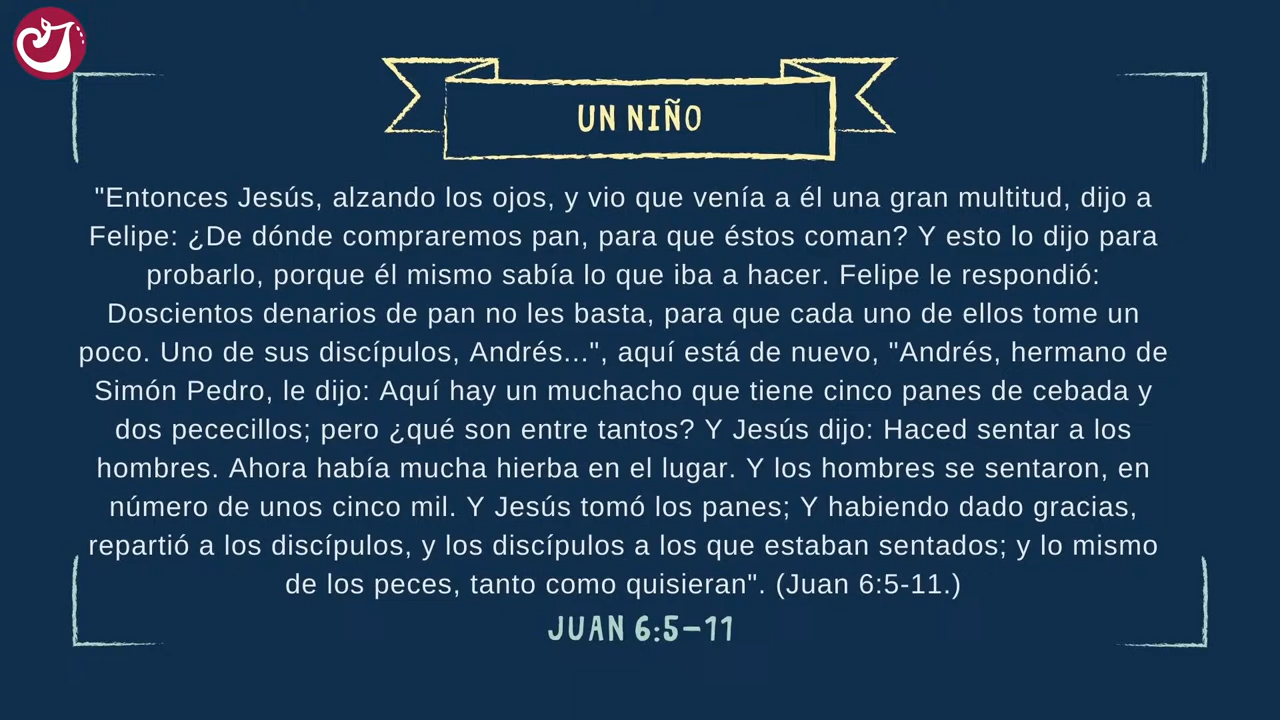 UN NIÑO
"Entonces Jesús, alzando los ojos, y vio que venía a él una gran multitud, dijo a
Felipe: ¿De dónde compraremos pan, para que éstos coman? Y esto lo dijo para
probarlo, porque él mismo sabía lo que iba a hacer. Felipe le respondió:
Doscientos denarios de pan no les basta, para que cada uno de ellos tome un
poco. Uno de sus discípulos, Andrés...", aquí está de nuevo, "Andrés, hermano de
Simón Pedro, le dijo: Aquí hay un muchacho que tiene cinco panes de cebada y
dos pececillos; pero ¿qué son entre tantos? Y Jesús dijo: Haced sentar a los
hombres. Ahora había mucha hierba en el lugar. Y los hombres se sentaron, en
número de unos cinco mil. Y Jesús tomó los panes; Y habiendo dado gracias,
repartió a los discípulos, y los discípulos a los que estaban sentados; y lo mismo
de los peces, tanto como quisieran". (Juan 6:5-11.)
JUAN 6:5–11